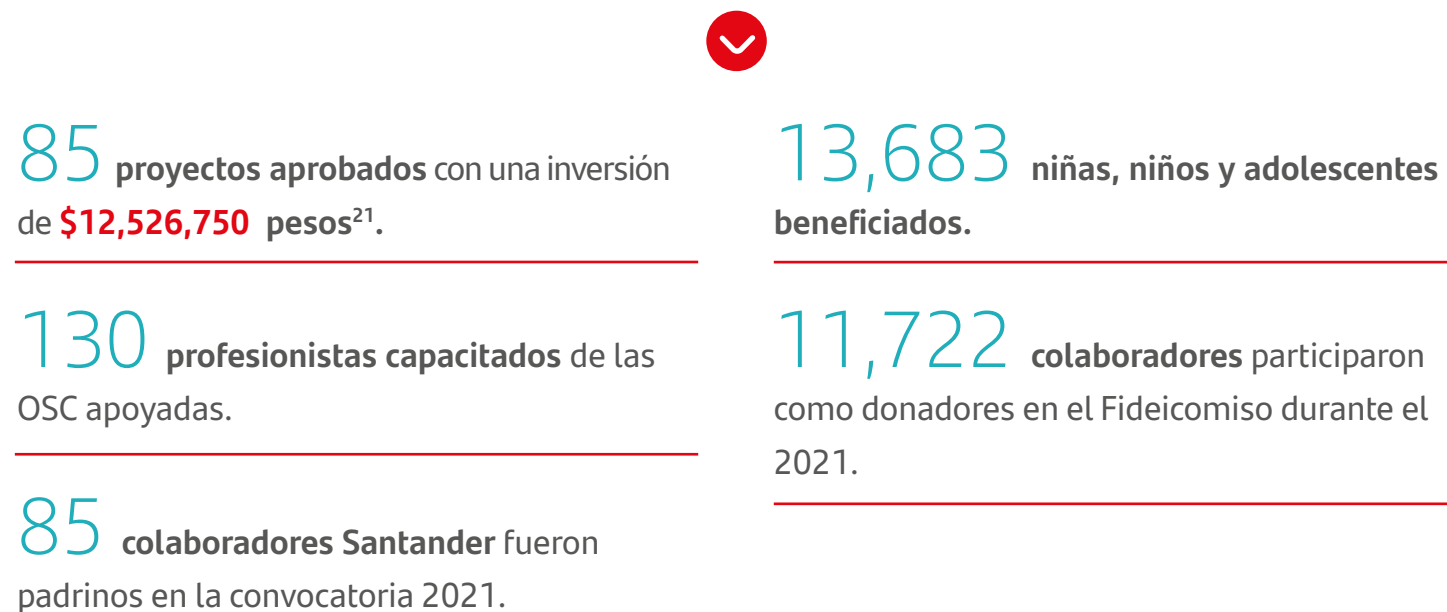 85 proyectos aprobados con una inversión
de $12,526,750 pesos21.
130 profesionistas capacitados de las
OSC apoyadas.
85 colaboradores Santander fueron
padrinos en la convocatoria 2021.
13,683 niñas, niños y adolescentes
beneficiados.
11,722 colaboradores participaron
como donadores en el Fideicomiso durante el
2021.